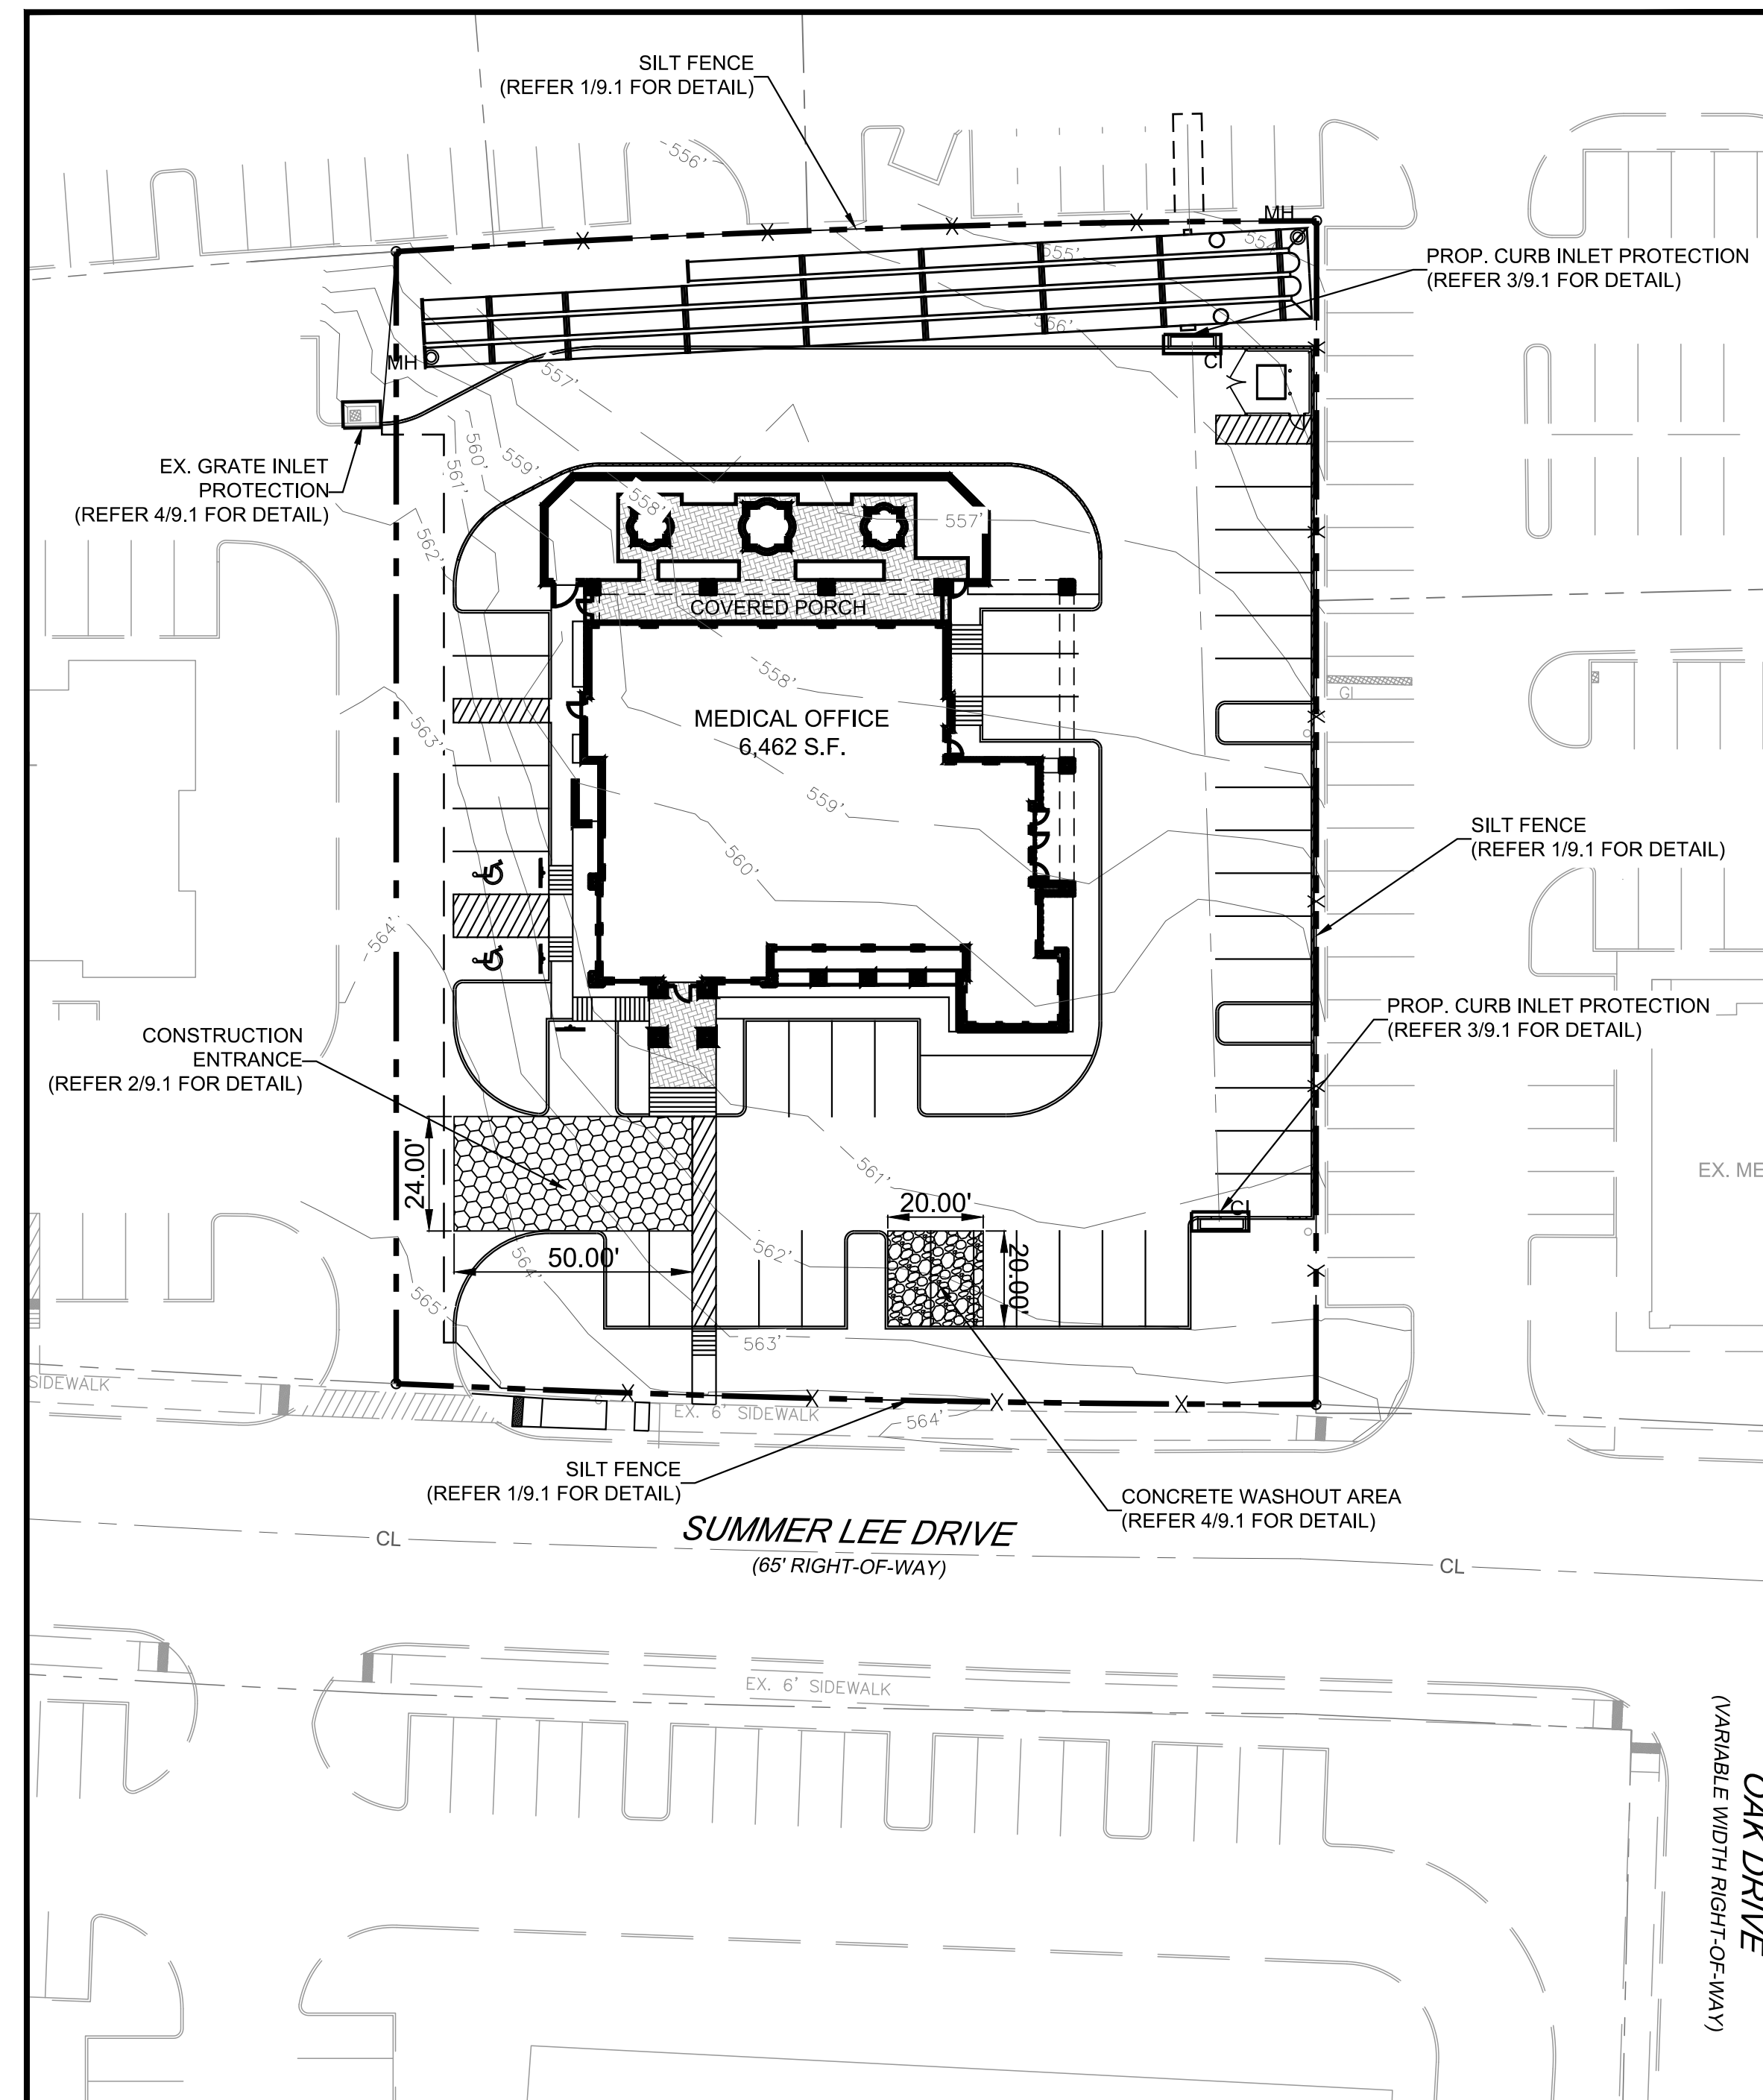 SILT FENCE
(REFER 1/9.1 FOR DETAIL)
556'
MH
554'
555'
PROP. CURB INLET PROTECTION
(REFER 3/9.1 FOR DETAIL)
556'
MH
CI
557'
EX. GRATE INLET
PROTECTION
(REFER 4/9.1 FOR DETAIL)
560'
561'
559'
558'
557'
562'
COVERED PORCH
558'
GI
MEDICAL OFFICE
6,462 S.F.
563'
559'
SILT FENCE
(REFER 1/9.1 FOR DETAIL)
560'
564'
PROP. CURB INLET PROTECTION
(REFER 3/9.1 FOR DETAIL)
CONSTRUCTION
ENTRANCE
(REFER 2/9.1 FOR DETAIL)
24.00'
561'
EX. ME
20.00'
CI
562'
50.00'
20.00'
564'
565'
563'
SIDEWALK
EX. 6' SIDEWALK
564'
SILT FENCE
(REFER 1/9.1 FOR DETAIL)
CONCRETE WASHOUT AREA
(REFER 4/9.1 FOR DETAIL)
SUMMER LEE DRIVE
(65' RIGHT-OF-WAY)
CL
CL
EX. 6' SIDEWALK
OAK DRIVE
(VARIABLE WIDTH RIGHT-OF-WAY)